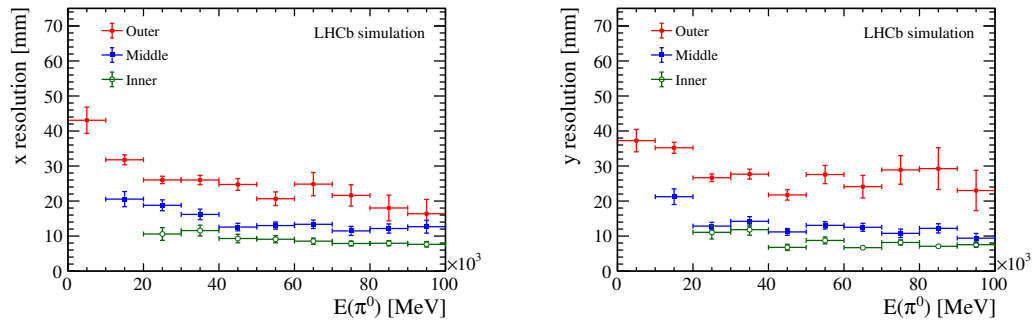 x resolution [mm]
70
60
50
40
30
20
10
0
Outer
Middle
Inner
LHCb simulation
0 20 40 60 80 100
×10³
E(π⁰) [MeV]
y resolution [mm]
70
60
50
40
30
20
10
0
Outer
Middle
Inner
LHCb simulation
0 20 40 60 80 100
×10³
E(π⁰) [MeV]